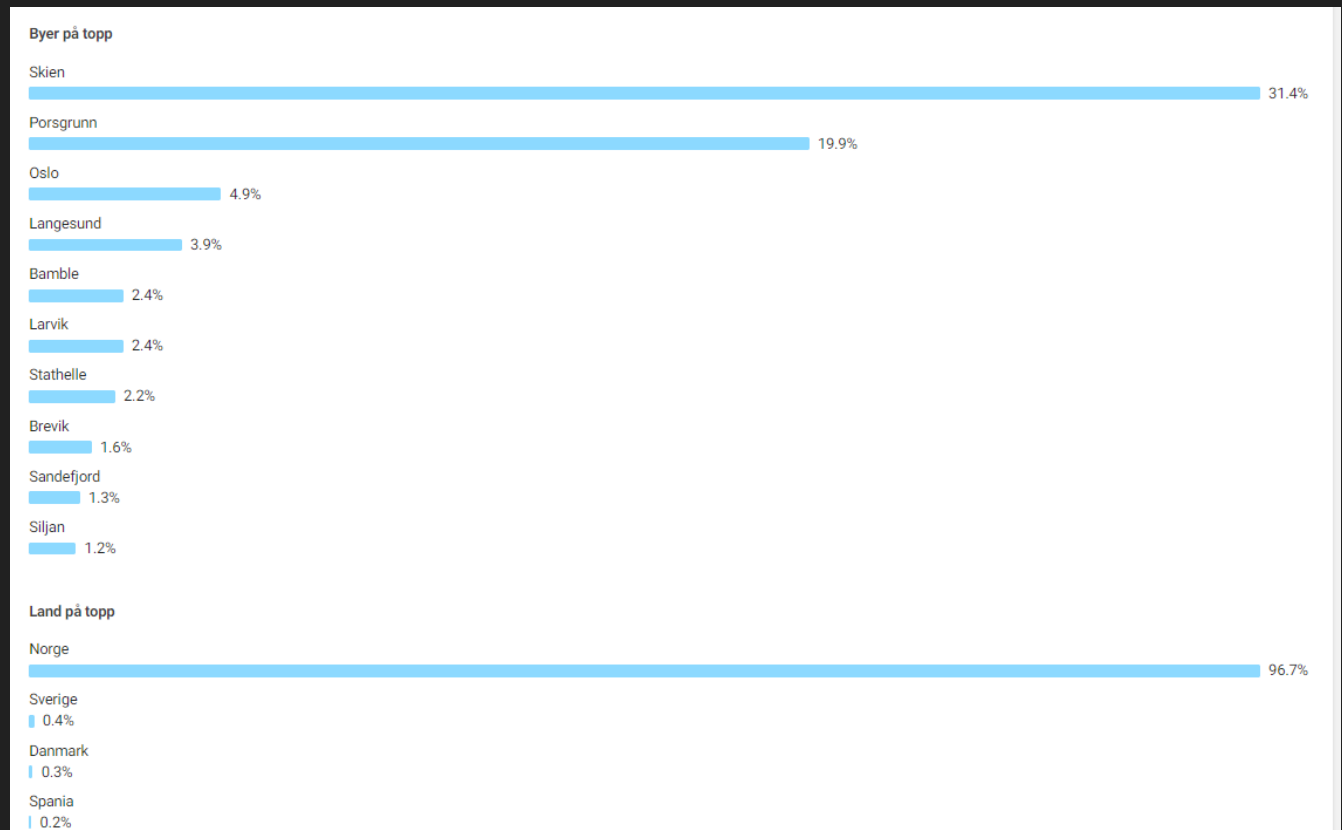 Byer på topp
Skien
31.4%
Porsgrunn
19.9%
Oslo
4.9%
Langesund
3.9%
Bamble
2.4%
Larvik
2.4%
Stathelle
2.2%
Brevik
1.6%
Sandefjord
1.3%
Siljan
1.2%
Land på topp
Norge
96.7%
Sverige
0.4%
Danmark
0.3%
Spania
0.2%